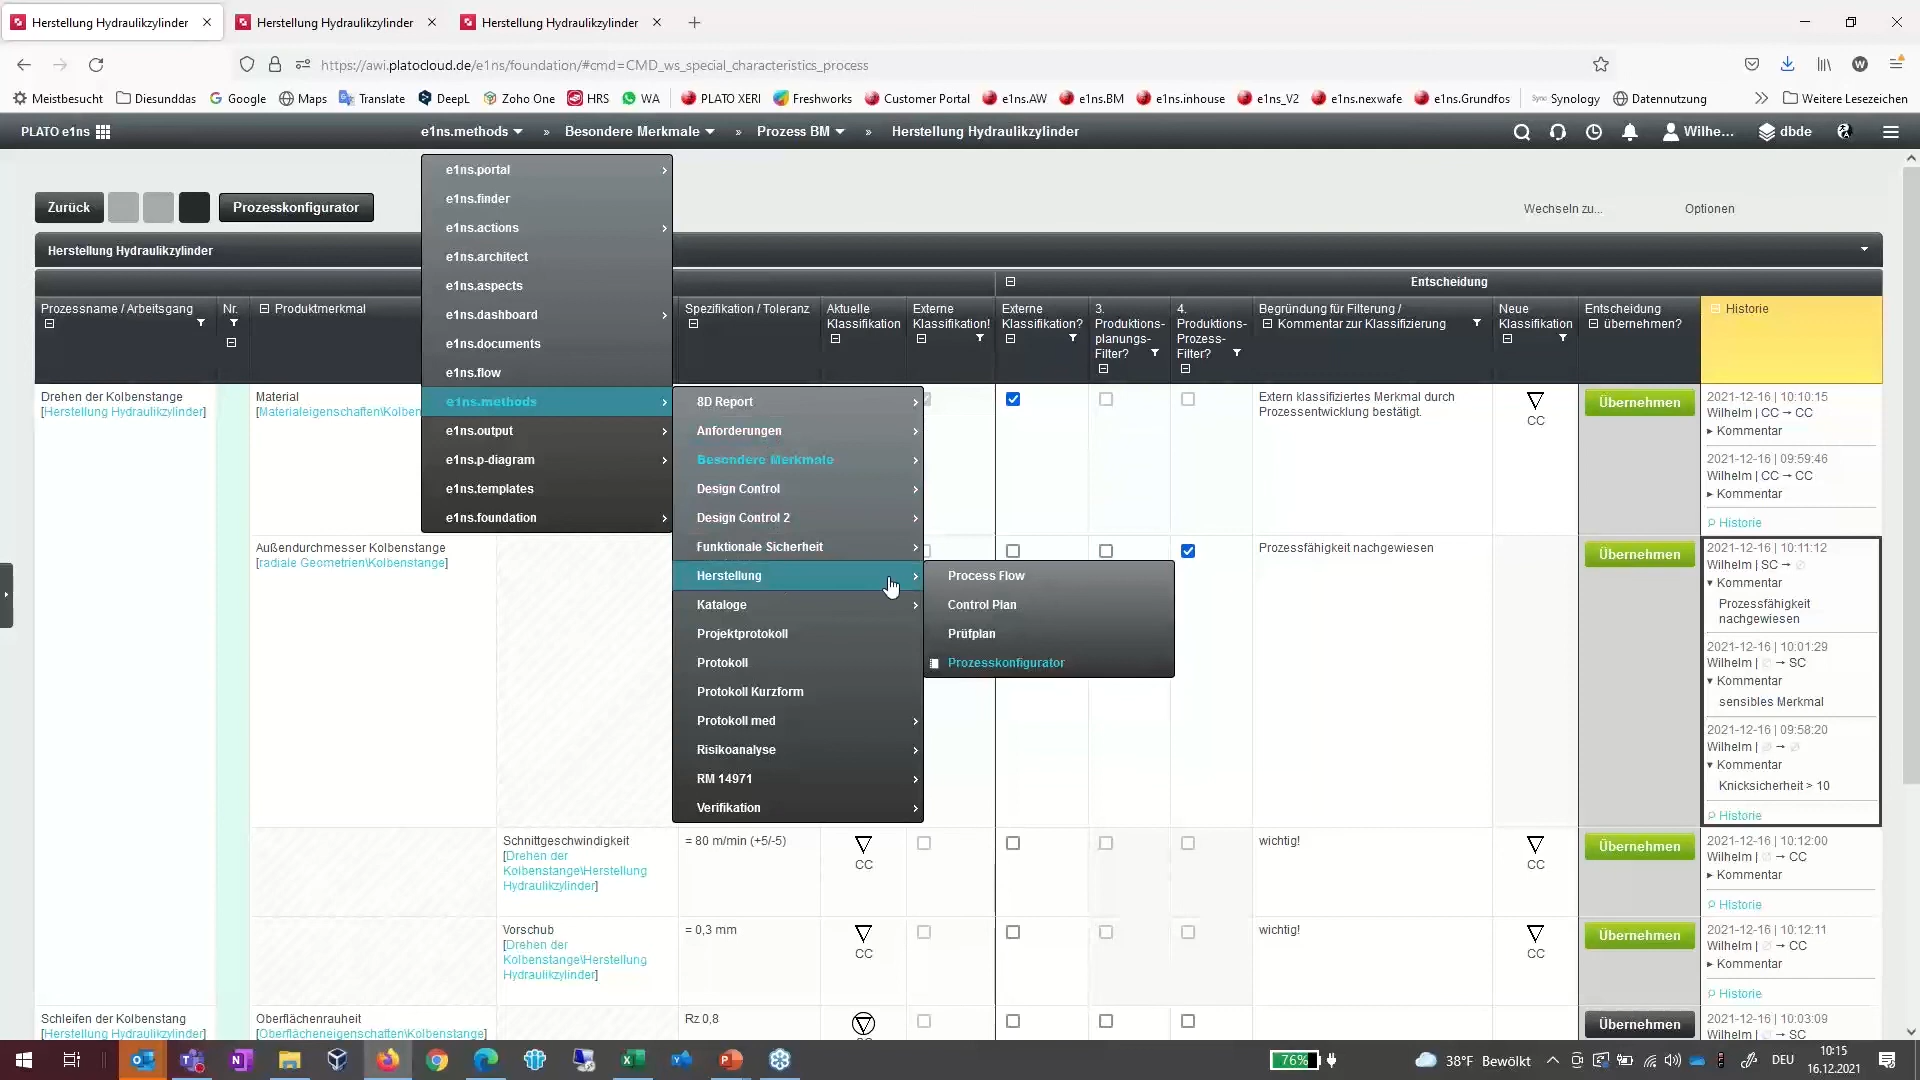 Herstellung Hydraulikzylinder
Herstellung Hydraulikzylinder
Herstellung Hydraulikzylinder
https://awi.platocloud.de/e1ns/foundation/#cmd=CMD_ws_special_characteristics_process
Meistbesucht
Diesunddas
Google
Maps
Translate
DeepL
Zoho One
HRS
WA
PLATO XERI
Freshworks
Customer Portal
e1ns.AW
e1ns.BM
e1ns.inhouse
e1ns_V2
e1ns.nexwafe
e1ns.Grundfos
Synology
Datennutzung
Weitere Lesezeichen
PLATO e1ns
e1ns.methods » Besondere Merkmale » Prozess BM » Herstellung Hydraulikzylinder
Wilhe...
dbde
e1ns.portal
e1ns.finder
e1ns.actions
e1ns.architect
e1ns.aspects
e1ns.dashboard
e1ns.documents
e1ns.flow
e1ns.methods
e1ns.output
e1ns.p-diagram
e1ns.templates
e1ns.foundation
8D Report
Anforderungen
Besondere Merkmale
Design Control
Design Control 2
Funktionale Sicherheit
Herstellung
Kataloge
Projektprotokoll
Protokoll
Protokoll Kurzform
Protokoll med
Risikoanalyse
RM 14971
Verifikation
Process Flow
Control Plan
Prüfplan
Prozesskonfigurator
Zurück
Prozesskonfigurator
Wechseln zu...
Optionen
Herstellung Hydraulikzylinder
Entscheidung
Prozessname / Arbeitsgang
Nr.
Produktmerkmal
Spezifikation / Toleranz
Aktuelle
Klassifikation
Externe
Klassifikation!
Externe
Klassifikation?
3.
Produktions-
planungs-
Filter?
4.
Produktions-
Prozess-
Filter?
Begründung für Filterung /
Kommentar zur Klassifizierung
Neue
Klassifikation
Entscheidung
übernehmen?
Historie
Drehen der Kolbenstange
[Herstellung Hydraulikzylinder]
Material
[Materialeigenschaften\Kolben
Extern klassifiziertes Merkmal durch
Prozessentwicklung bestätigt.
CC
Übernehmen
2021-12-16 | 10:10:15
Wilhelm | CC → CC
Kommentar
2021-12-16 | 09:59:46
Wilhelm | CC → CC
Kommentar
Historie
Außendurchmesser Kolbenstange
[radiale Geometrien\Kolbenstange]
Prozessfähigkeit nachgewiesen
Übernehmen
2021-12-16 | 10:11:12
Wilhelm | SC →
Kommentar
Prozessfähigkeit
nachgewiesen
2021-12-16 | 10:01:29
Wilhelm | → SC
Kommentar
sensibles Merkmal
2021-12-16 | 09:58:20
Wilhelm | →
Kommentar
Knicksicherheit > 10
Historie
Schnittgeschwindigkeit
[Drehen der
Kolbenstange\Herstellung
Hydraulikzylinder]
= 80 m/min (+5/-5)
CC
wichtig!
CC
Übernehmen
2021-12-16 | 10:12:00
Wilhelm | → CC
Kommentar
Historie
Vorschub
[Drehen der
Kolbenstange\Herstellung
Hydraulikzylinder]
= 0,3 mm
CC
wichtig!
CC
Übernehmen
2021-12-16 | 10:12:11
Wilhelm | → CC
Kommentar
Historie
Schleifen der Kolbenstang
[Herstellung Hydraulikzylinder]
Oberflächenrauheit
[Oberflächeneigenschaften\Kolbenstange]
Rz 0,8
Übernehmen
2021-12-16 | 10:03:09
Wilhelm | → SC
76%
38°F Bewölkt
DEU
10:15
16.12.2021